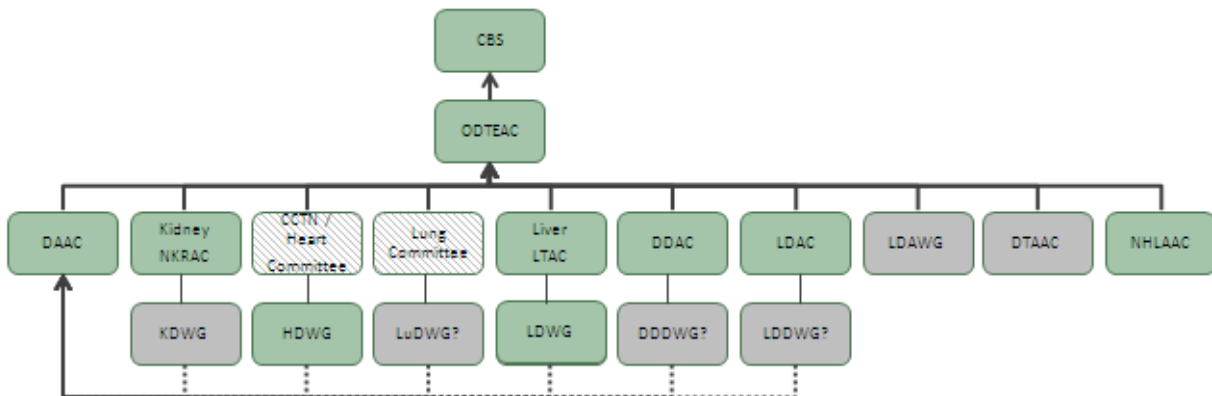 CBS
ODTEAC
DAAC
Kidney
NKRAC
CCTN /
Heart
Committee
Lung
Committee
Liver
LTAC
DDAC
LDAC
LDAWG
DTAAC
NHLAAC
KDWG
HDWG
LuDWG?
LDWG
DDDWG?
LDDWG?